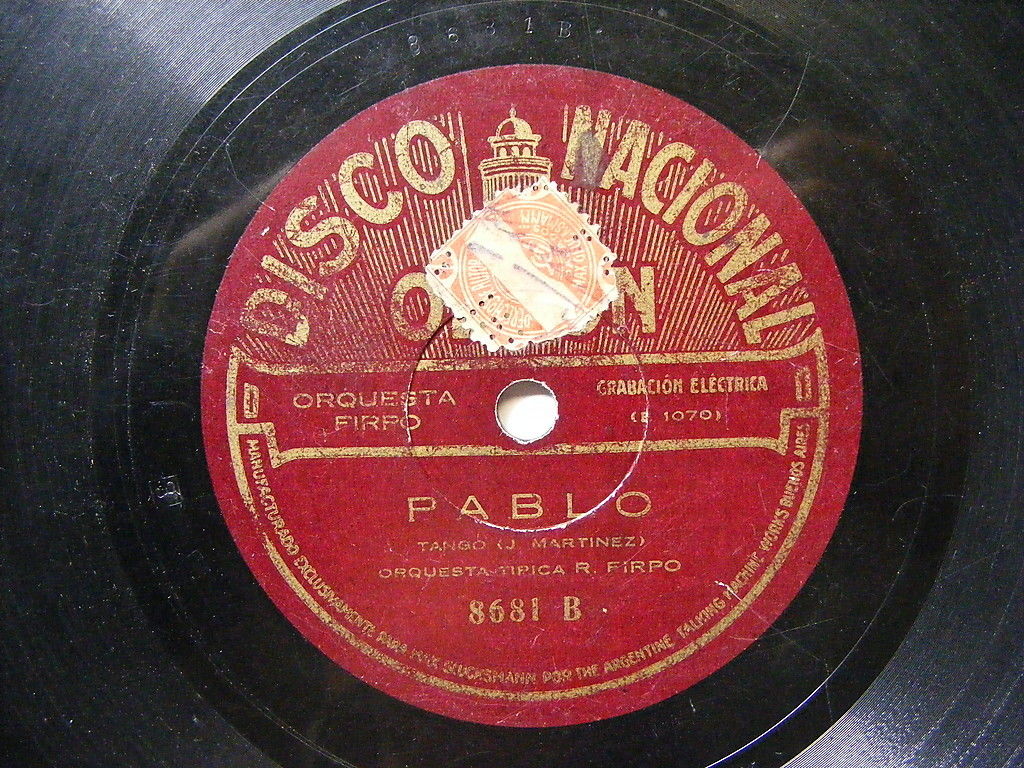 8681 B
DISCO NACIONAL
ORQUESTA
FIRPO
GRABACIÓN ELÉCTRICA
(E 1070)
PABLO
TANGO (J. MARTINEZ)
ORQUESTA TIPICA R. FIRPO
8681 B
MANUFACTURADO EXCLUSIVAMENTE PARA MAX GLUCKSMANN POR THE ARGENTINE TALKING MACHINE WORKS BUENOS AIRES